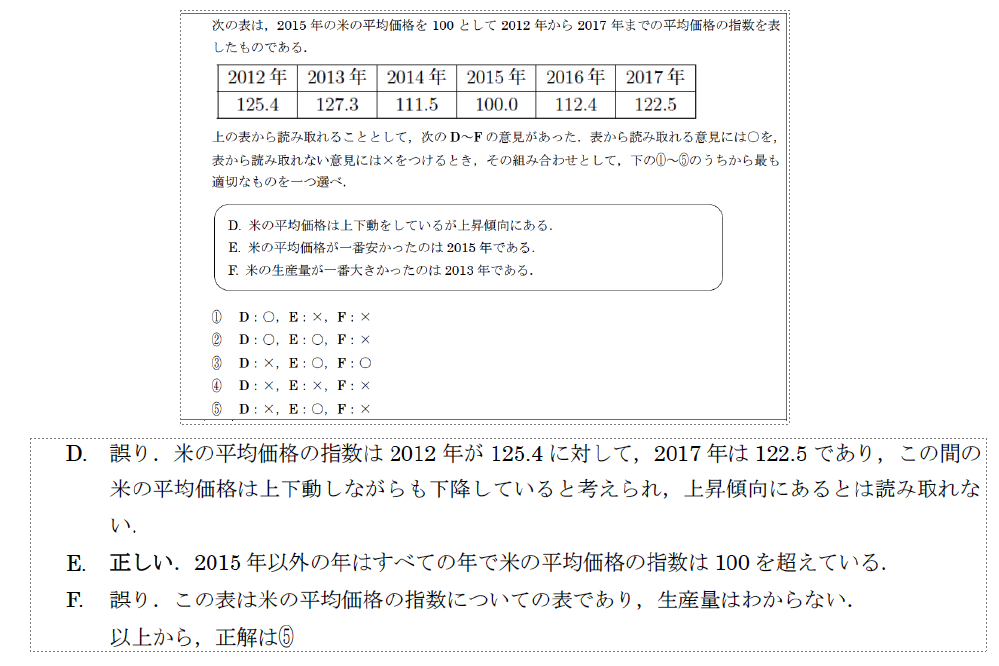 次の表は，2015 年の米の平均価格を 100 として 2012 年から 2017 年までの平均価格の指数を表
したものである．
2012 年 2013 年 2014 年 2015 年 2016 年 2017 年
125.4 127.3 111.5 100.0 112.4 122.5
上の表から読み取れることとして，次の D～F の意見があった．表から読み取れる意見には○を，
表から読み取れない意見には×をつけるとき，その組み合わせとして，下の①～⑤のうちから最も
適切なものを一つ選べ．
D. 米の平均価格は上下動をしているが上昇傾向にある．
E. 米の平均価格が一番安かったのは 2015 年である．
F. 米の生産量が一番大きかったのは 2013 年である．
① D：○，E：×，F：×
② D：○，E：○，F：×
③ D：×，E：○，F：○
④ D：×，E：×，F：×
⑤ D：×，E：○，F：×
D. 誤り．米の平均価格の指数は 2012 年が 125.4 に対して，2017 年は 122.5 であり，この間の
米の平均価格は上下動しながらも下降していると考えられ，上昇傾向にあるとは読み取れな
い．
E. 正しい．2015 年以外の年はすべての年で米の平均価格の指数は 100 を超えている．
F. 誤り．この表は米の平均価格の指数についての表であり，生産量はわからない．
以上から，正解は⑤